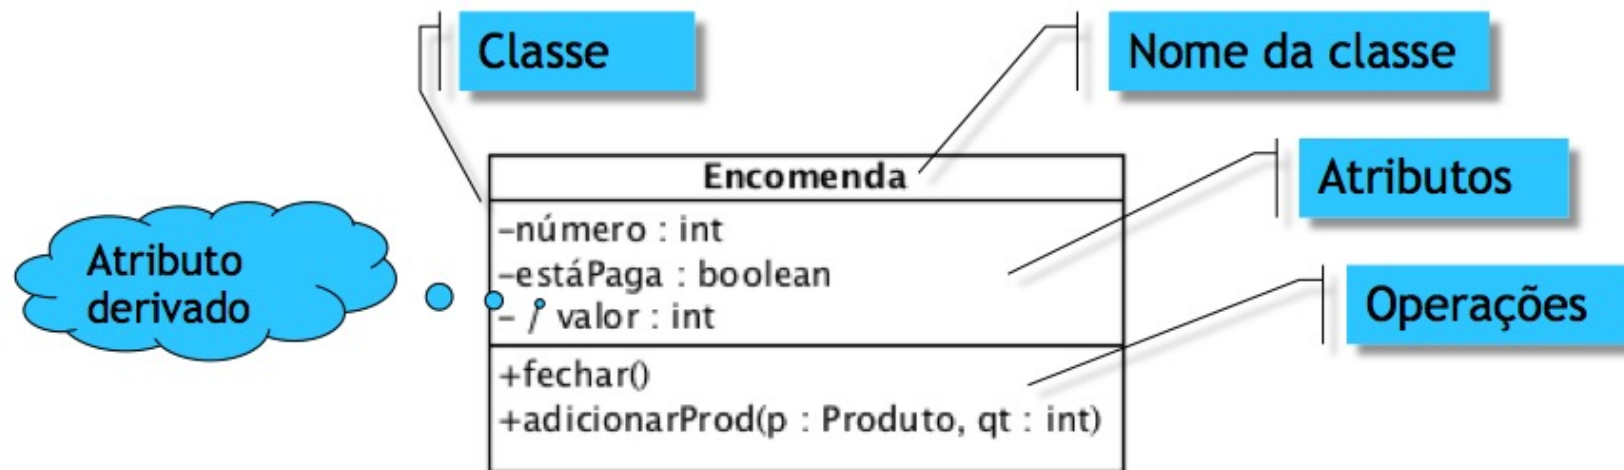 Classe
Nome da classe
Encomenda
Atributos
-número : int
Atributo
derivado
-estáPaga : boolean
- / valor : int
Operações
+fechar()
+adicionarProd(p : Produto, qt : int)